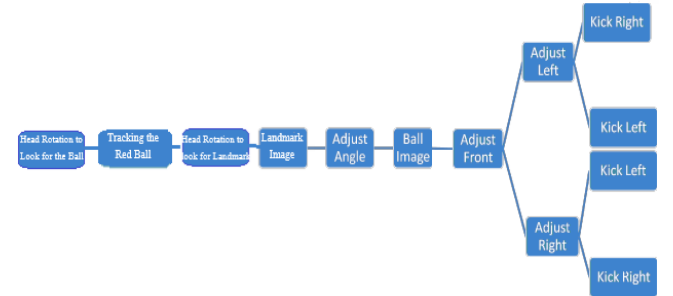 Head Rotation to
Look for the Ball
Tracking the
Red Ball
Head Rotation to
look for Landmark
Landmark
Image
Adjust
Angle
Ball
Image
Adjust
Front
Adjust
Left
Kick Right
Kick Left
Adjust
Right
Kick Left
Kick Right